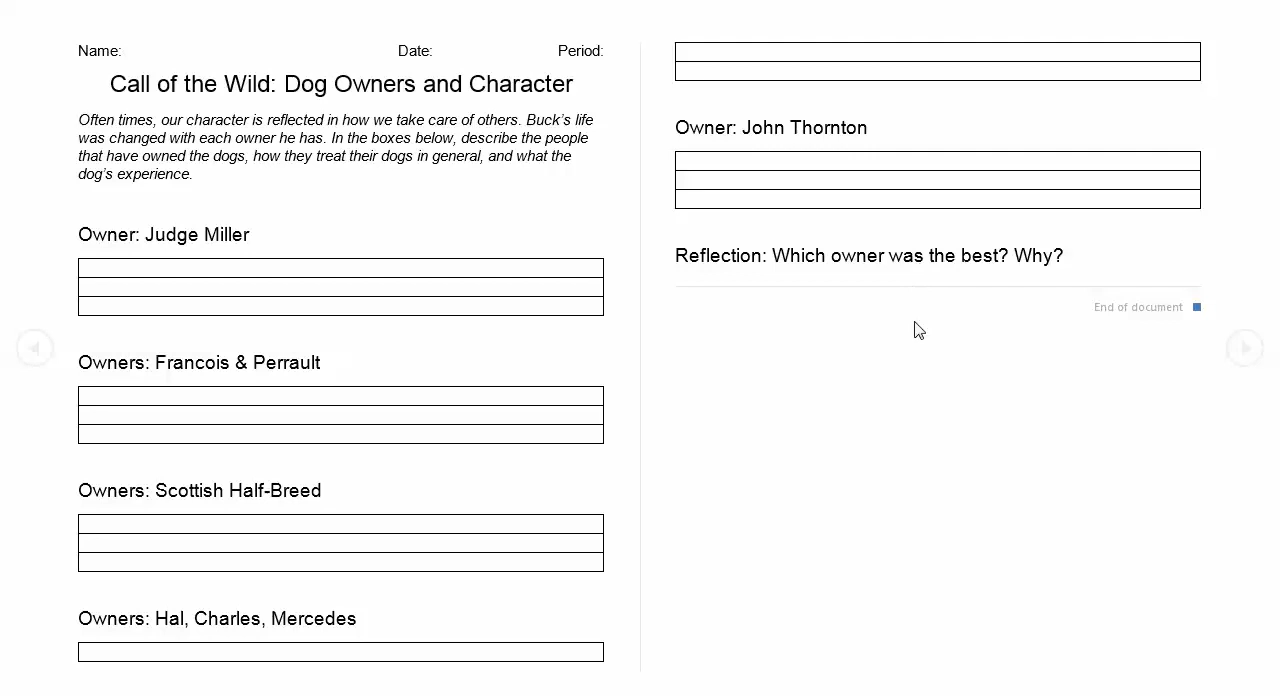 Name: Date: Period:
Call of the Wild: Dog Owners and Character
Often times, our character is reflected in how we take care of others. Buck's life
was changed with each owner he has. In the boxes below, describe the people
that have owned the dogs, how they treat their dogs in general, and what the
dog's experience.
Owner: Judge Miller
Owners: Francois & Perrault
Owners: Scottish Half-Breed
Owners: Hal, Charles, Mercedes
Owner: John Thornton
Reflection: Which owner was the best? Why?
End of document